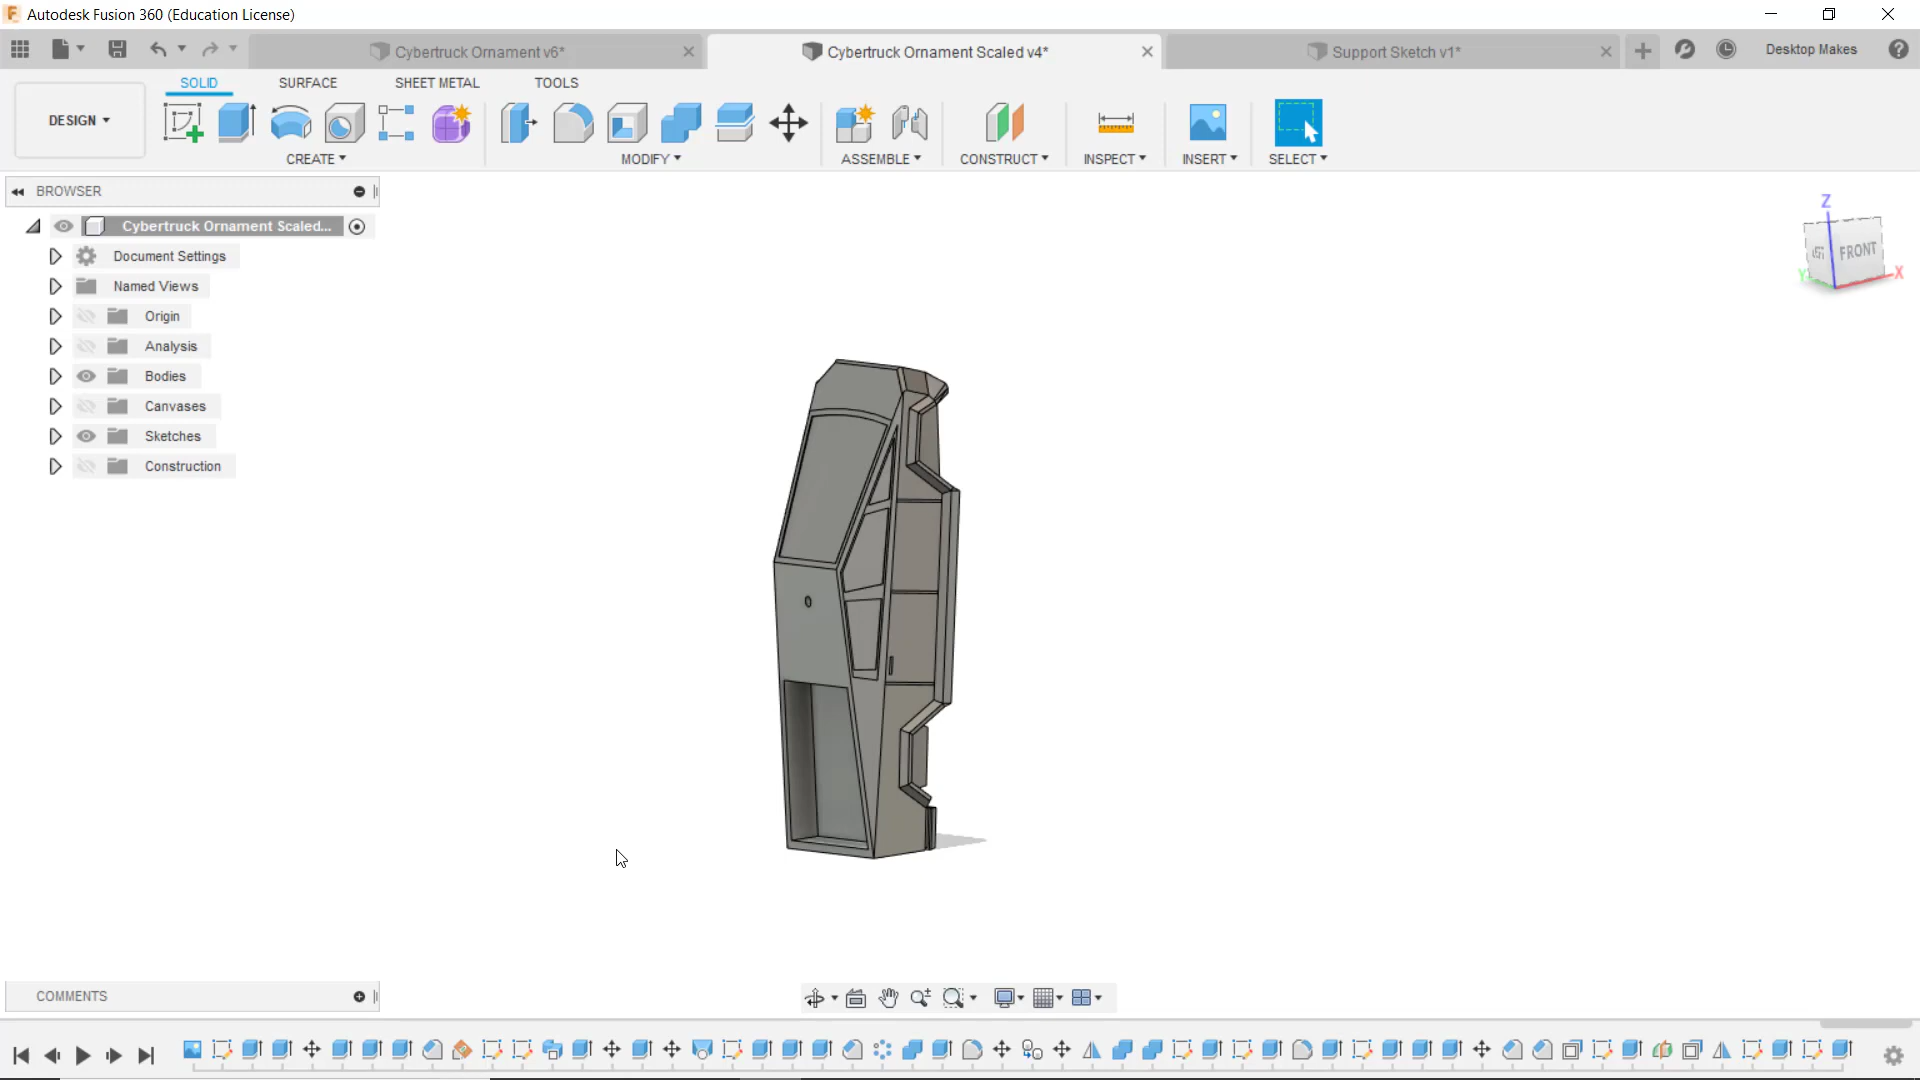 Autodesk Fusion 360 (Education License)
Cybertruck Ornament v6*
Cybertruck Ornament Scaled v4*
Support Sketch v1*
Desktop Makes
SOLID
SURFACE
SHEET METAL
TOOLS
DESIGN
CREATE
MODIFY
ASSEMBLE
CONSTRUCT
INSPECT
INSERT
SELECT
BROWSER
Cybertruck Ornament Scaled...
Document Settings
Named Views
Origin
Analysis
Bodies
Canvases
Sketches
Construction
Z
FRONT
Y
X
COMMENTS